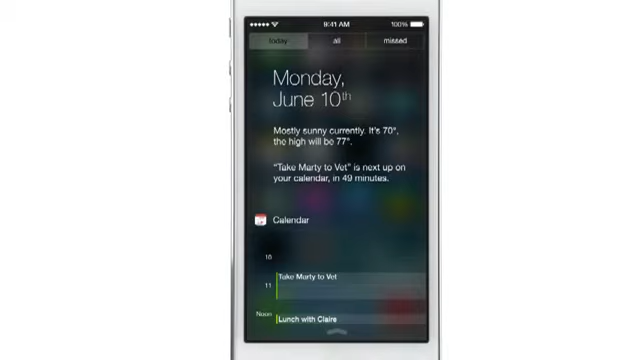 9:41 AM 100%
today all missed
Monday,
June 10th
Mostly sunny currently. It's 70°,
the high will be 77°.
"Take Marty to Vet" is next up on
your calendar, in 49 minutes.
Calendar
10
Take Marty to Vet
11
Noon Lunch with Claire